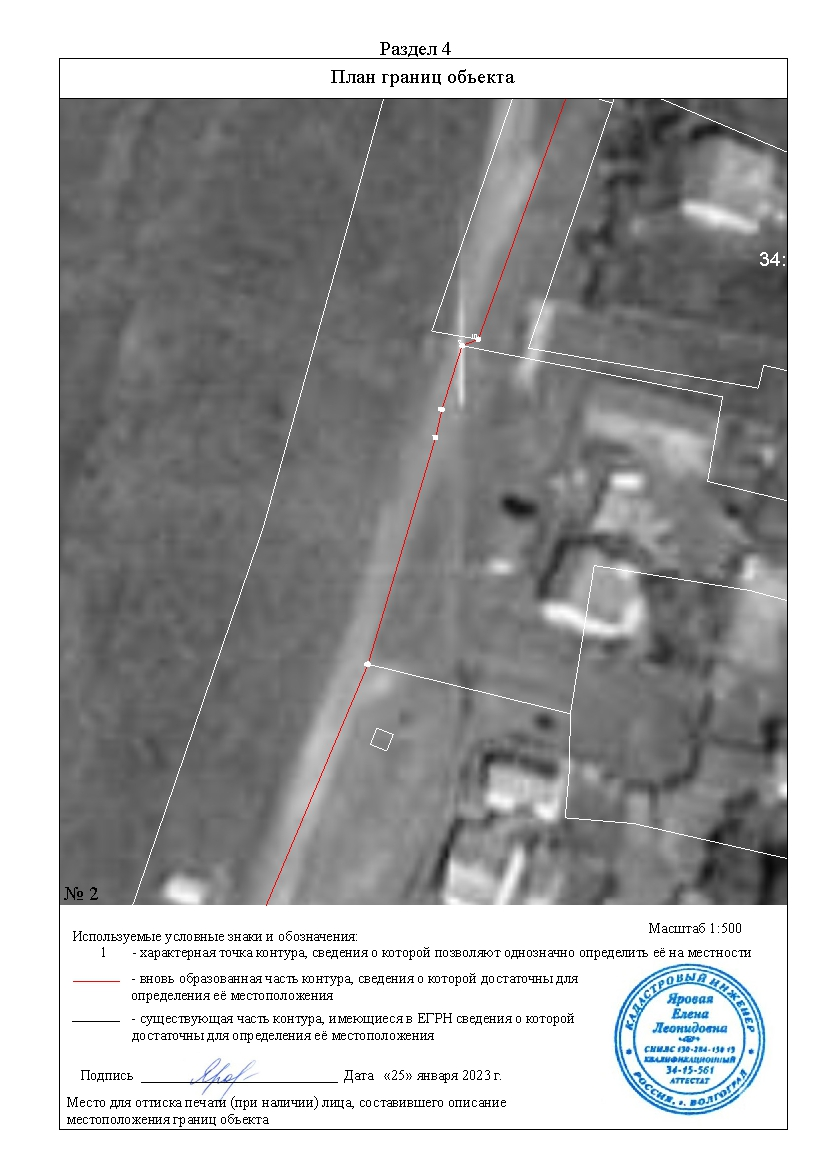 Раздел 4
План границ объекта
34:
№ 2
Масштаб 1:500
Используемые условные знаки и обозначения:
1 - характерная точка контура, сведения о которой позволяют однозначно определить её на местности
- вновь образованная часть контура, сведения о которой достаточны для
определения её местоположения
- существующая часть контура, имеющиеся в ЕГРН сведения о которой
достаточны для определения её местоположения
Подпись Дата «25» января 2023 г.
Место для оттиска печати (при наличии) лица, составившего описание
местоположения границ объекта
КАДАСТРОВЫЙ ИНЖЕНЕР
Яровая
Елена
Леонидовна
КВАЛИФИКАЦИОННЫЙ
34-15-561
АТТЕСТАТ
РОССИЯ, г. ВОЛГОГРАД